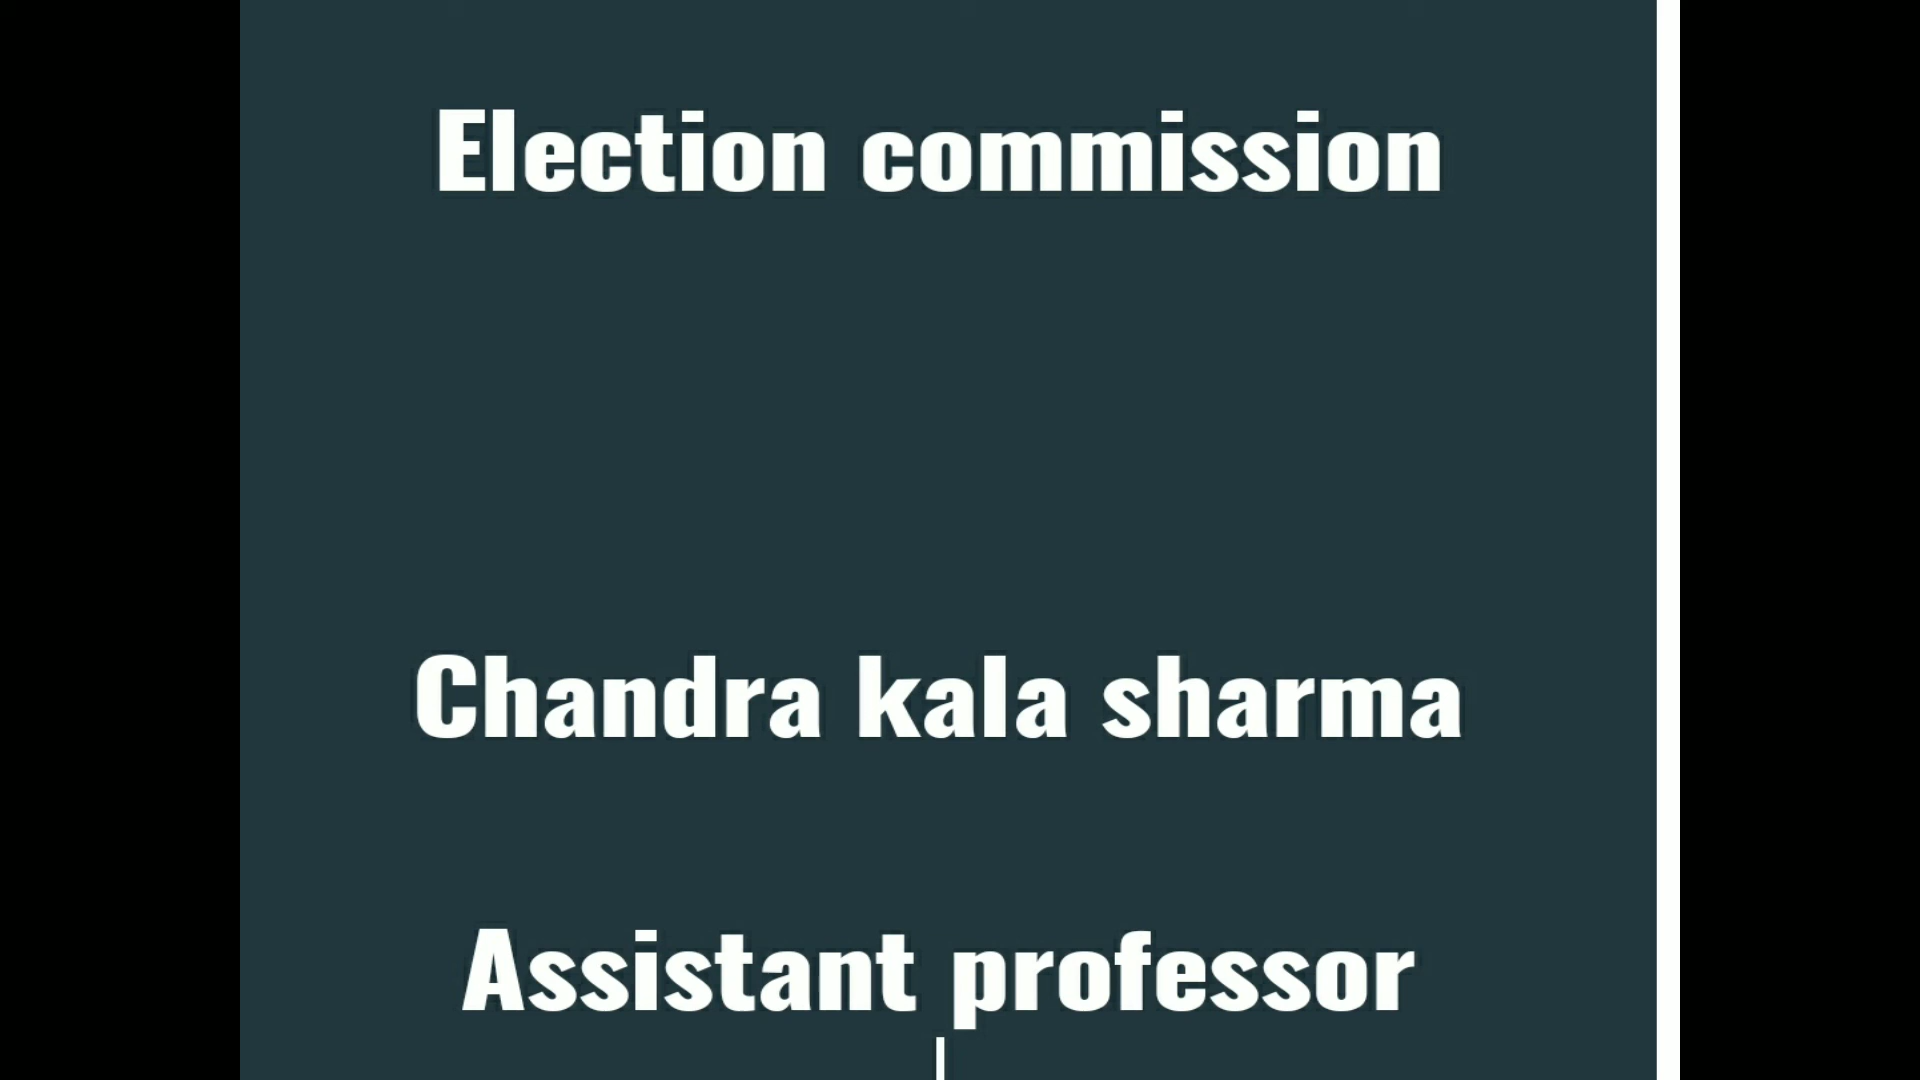 Election commission
Chandra kala sharma
Assistant professor